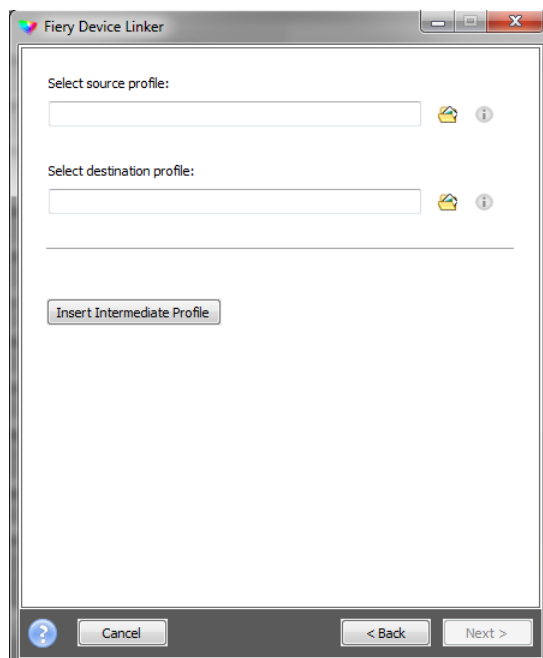 Fiery Device Linker
Select source profile:
Select destination profile:
Insert Intermediate Profile
? Cancel < Back Next >